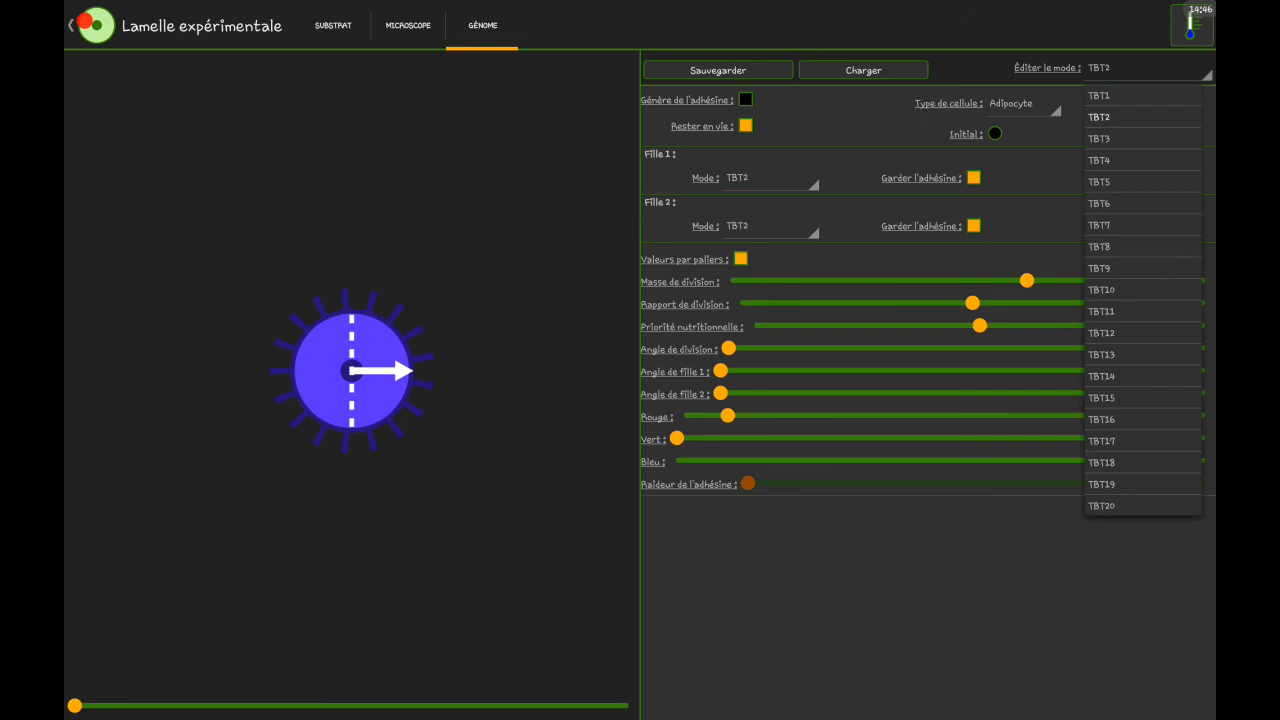 Lamelle expérimentale
SUBSTRAT
MICROSCOPE
GÉNOME
14:46
Sauvegarder
Charger
Éditer le mode :
TBT2
Génère de l'adhésine :
Type de cellule :
Adipocyte
Rester en vie :
Initial :
Fille 1 :
Mode :
TBT2
Garder l'adhésine :
Fille 2 :
Mode :
TBT2
Garder l'adhésine :
Valeurs par paliers :
Masse de division :
Rapport de division :
Priorité nutritionnelle :
Angle de division :
Angle de fille 1 :
Angle de fille 2 :
Rouge :
Vert :
Bleu :
Raideur de l'adhésine :
TBT1
TBT2
TBT3
TBT4
TBT5
TBT6
TBT7
TBT8
TBT9
TBT10
TBT11
TBT12
TBT13
TBT14
TBT15
TBT16
TBT17
TBT18
TBT19
TBT20